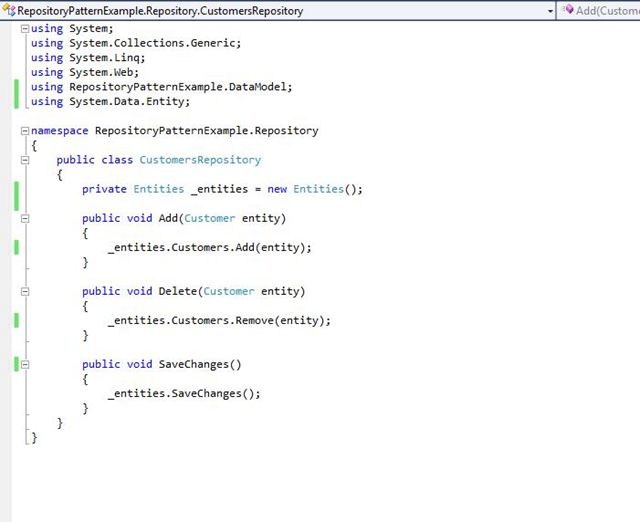 RepositoryPatternExample.Repository.CustomersRepository
Add(Custome
using System;
using System.Collections.Generic;
using System.Linq;
using System.Web;
using RepositoryPatternExample.DataModel;
using System.Data.Entity;
namespace RepositoryPatternExample.Repository
{
public class CustomersRepository
{
private Entities _entities = new Entities();
public void Add(Customer entity)
{
_entities.Customers.Add(entity);
}
public void Delete(Customer entity)
{
_entities.Customers.Remove(entity);
}
public void SaveChanges()
{
_entities.SaveChanges();
}
}
}